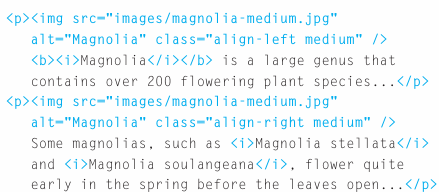 <p><img src="images/magnolia-medium.jpg"
alt="Magnolia" class="align-left medium" />
<b><i>Magnolia</i></b> is a large genus that
contains over 200 flowering plant species...</p>
<p><img src="images/magnolia-medium.jpg"
alt="Magnolia" class="align-right medium" />
Some magnolias, such as <i>Magnolia stellata</i>
and <i>Magnolia soulangeana</i>, flower quite
early in the spring before the leaves open...</p>